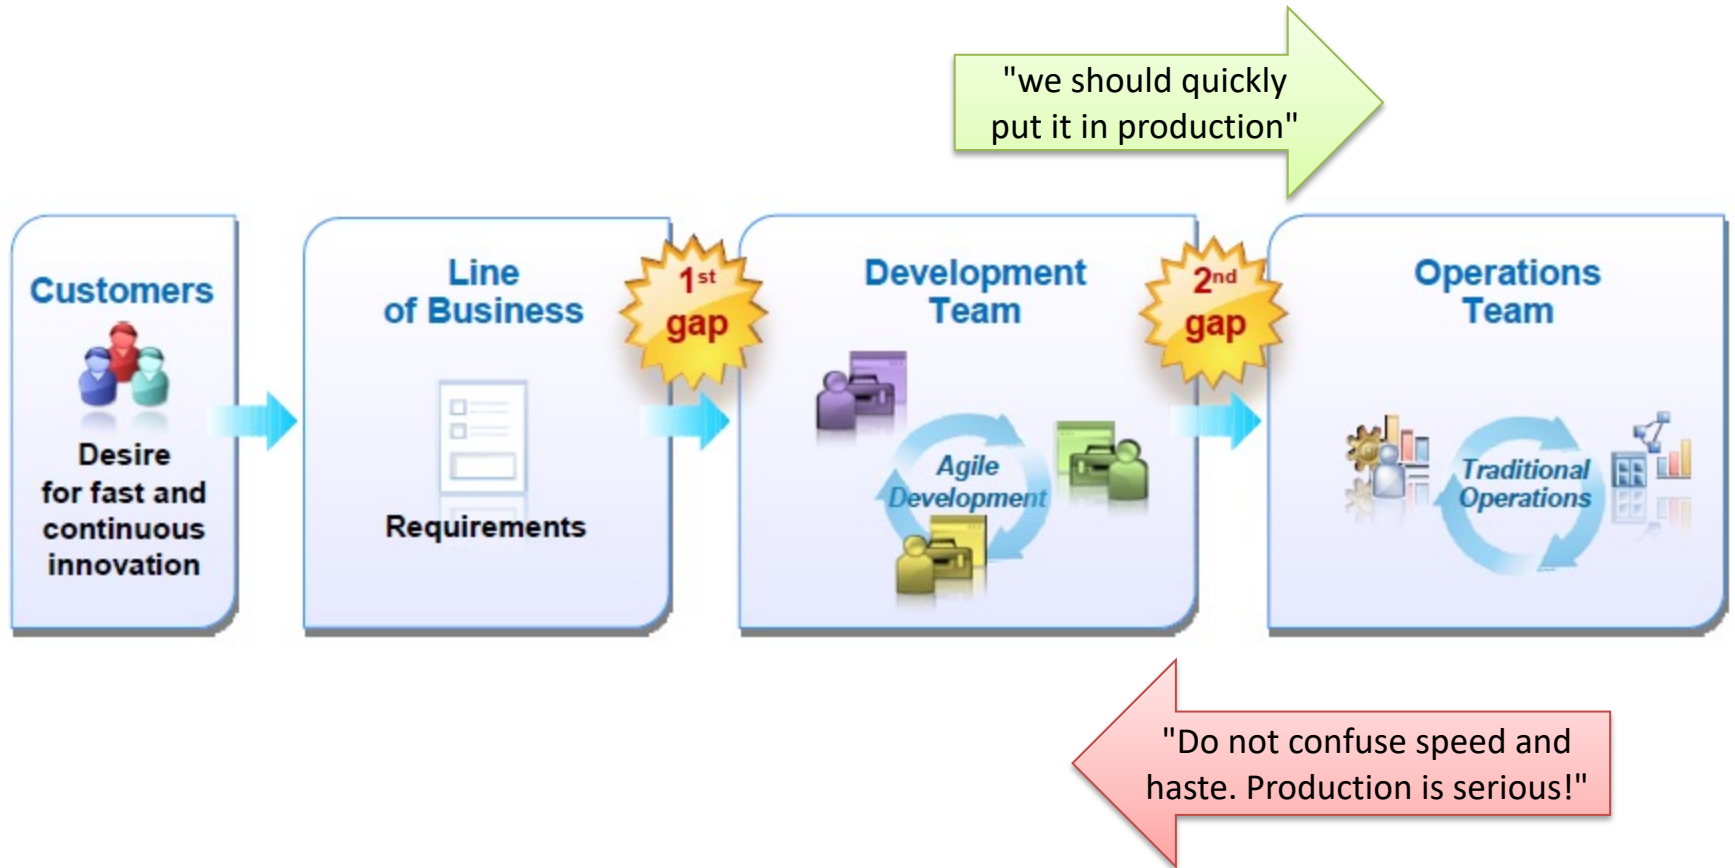 "we should quickly
put it in production"
Customers
Desire
for fast and
continuous
innovation
Line
of Business
Requirements
1st
gap
Development
Team
Agile
Development
2nd
gap
Operations
Team
Traditional
Operations
"Do not confuse speed and
haste. Production is serious!"